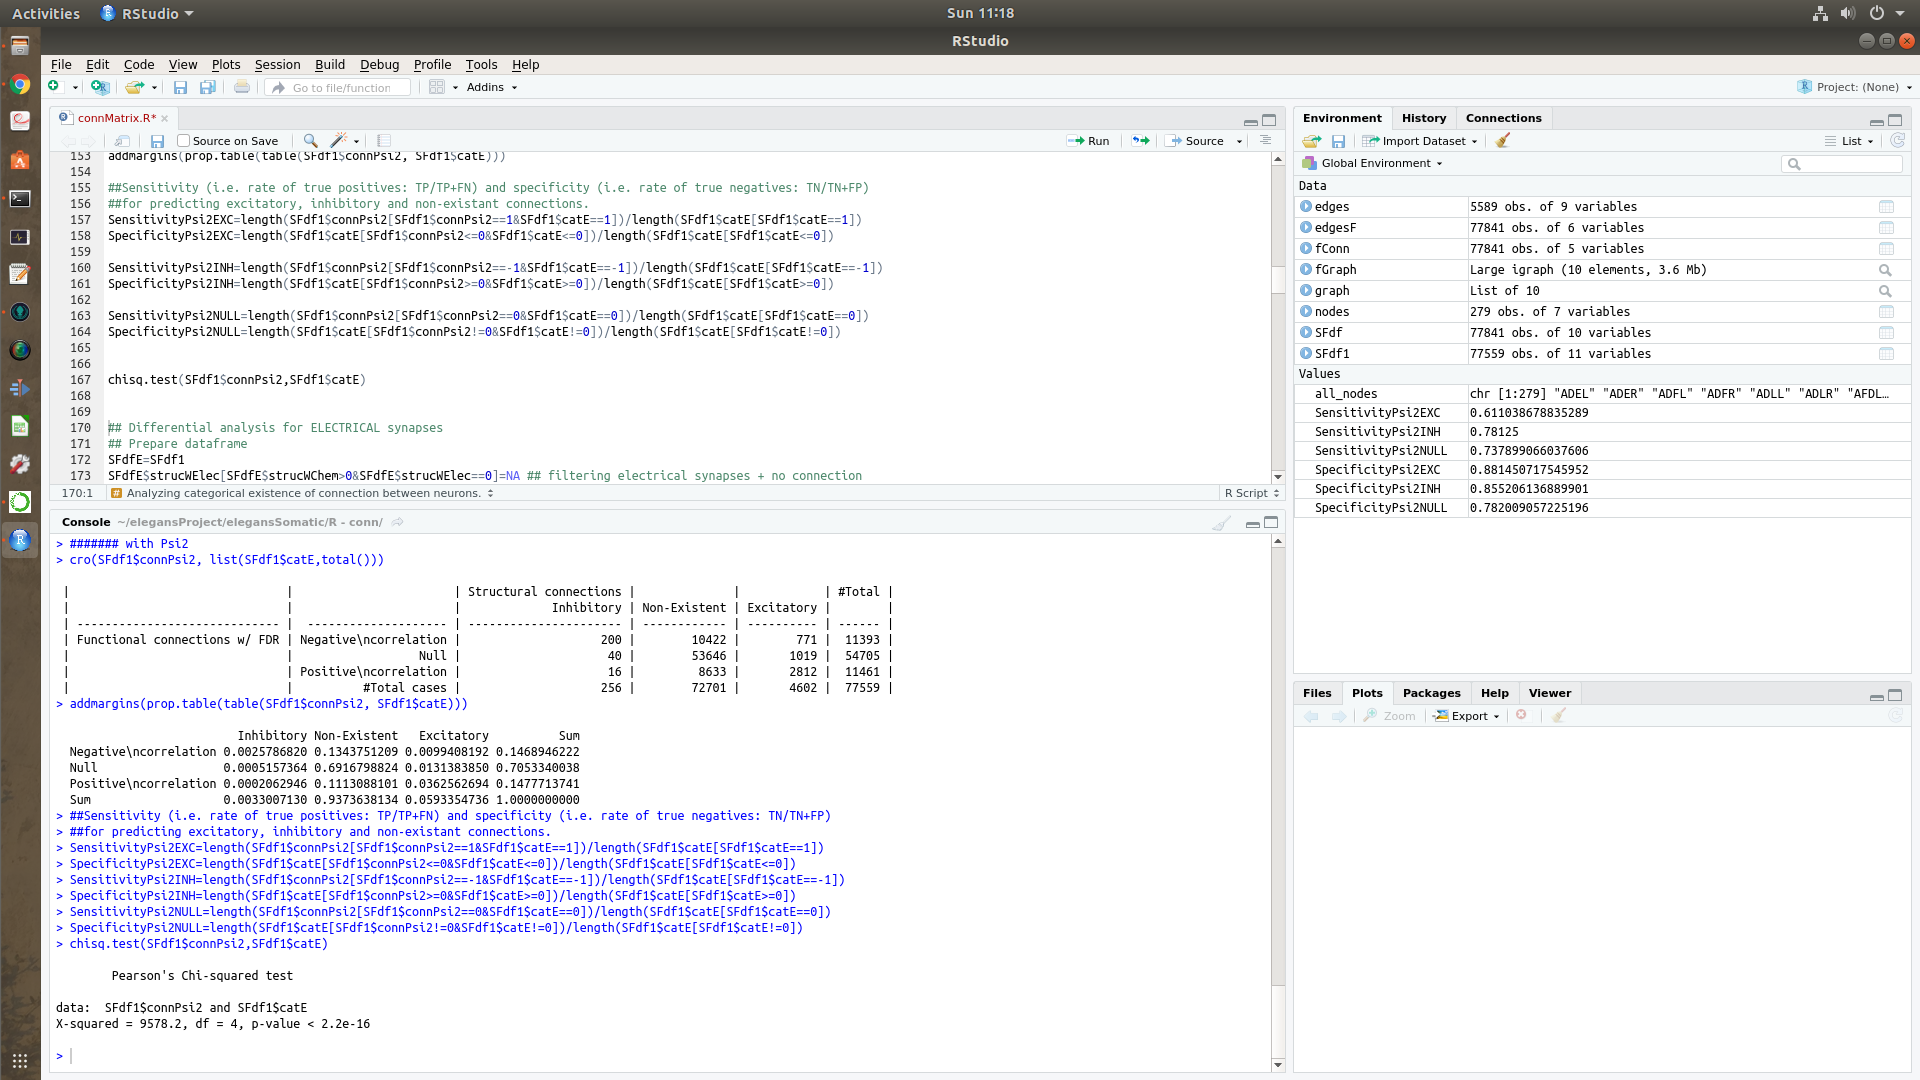 Activities RStudio Sun 11:18
RStudio
File Edit Code View Plots Session Build Debug Profile Tools Help
Go to file/function Addins Project: (None)
connMatrix.R*
Source on Save Run Source
153 addmargins(prop.table(table(SFdf1$connPsi2, SFdf1$catE)))
154
155 ##Sensitivity (i.e. rate of true positives: TP/TP+FN) and specificity (i.e. rate of true negatives: TN/TN+FP)
156 ##for predicting excitatory, inhibitory and non-existant connections.
157 SensitivityPsi2EXC=length(SFdf1$connPsi2[SFdf1$connPsi2==1&SFdf1$catE==1])/length(SFdf1$catE[SFdf1$catE==1])
158 SpecificityPsi2EXC=length(SFdf1$catE[SFdf1$connPsi2<=0&SFdf1$catE<=0])/length(SFdf1$catE[SFdf1$catE<=0])
159
160 SensitivityPsi2INH=length(SFdf1$connPsi2[SFdf1$connPsi2==-1&SFdf1$catE==-1])/length(SFdf1$catE[SFdf1$catE==-1])
161 SpecificityPsi2INH=length(SFdf1$catE[SFdf1$connPsi2>=0&SFdf1$catE>=0])/length(SFdf1$catE[SFdf1$catE>=0])
162
163 SensitivityPsi2NULL=length(SFdf1$connPsi2[SFdf1$connPsi2==0&SFdf1$catE==0])/length(SFdf1$catE[SFdf1$catE==0])
164 SpecificityPsi2NULL=length(SFdf1$catE[SFdf1$connPsi2!=0&SFdf1$catE!=0])/length(SFdf1$catE[SFdf1$catE!=0])
165
166
167 chisq.test(SFdf1$connPsi2,SFdf1$catE)
168
169
170 ## Differential analysis for ELECTRICAL synapses
171 ## Prepare dataframe
172 SFdfE=SFdf1
173 SFdfE$strucWElec[SFdfE$strucWChem>0&SFdfE$strucWElec==0]=NA ## filtering electrical synapses + no connection
170:1 # Analyzing categorical existence of connection between neurons. R Script
Console ~/elegansProject/elegansSomatic/R - conn/
> ####### with Psi2
> cro(SFdf1$connPsi2, list(SFdf1$catE,total()))
| | | Structural connections | | | #Total |
| | | Inhibitory | Non-Existent | Excitatory | |
| ---------------------------- | ------------------- | ---------------------- | ------------ | ---------- | ------ |
| Functional connections w/ FDR | Negative\ncorrelation | 200 | 10422 | 771 | 11393 |
| | Null | 40 | 53646 | 1019 | 54705 |
| | Positive\ncorrelation | 16 | 8633 | 2812 | 11461 |
| | #Total cases | 256 | 72701 | 4602 | 77559 |
> addmargins(prop.table(table(SFdf1$connPsi2, SFdf1$catE)))
Inhibitory Non-Existent Excitatory Sum
Negative\ncorrelation 0.0025786820 0.1343751209 0.0099408192 0.1468946222
Null 0.0005157364 0.6916798824 0.0131383850 0.7053340038
Positive\ncorrelation 0.0002062946 0.1113088101 0.0362562694 0.1477713741
Sum 0.0033007130 0.9373638134 0.0593354736 1.0000000000
> ##Sensitivity (i.e. rate of true positives: TP/TP+FN) and specificity (i.e. rate of true negatives: TN/TN+FP)
> ##for predicting excitatory, inhibitory and non-existant connections.
> SensitivityPsi2EXC=length(SFdf1$connPsi2[SFdf1$connPsi2==1&SFdf1$catE==1])/length(SFdf1$catE[SFdf1$catE==1])
> SpecificityPsi2EXC=length(SFdf1$catE[SFdf1$connPsi2<=0&SFdf1$catE<=0])/length(SFdf1$catE[SFdf1$catE<=0])
> SensitivityPsi2INH=length(SFdf1$connPsi2[SFdf1$connPsi2==-1&SFdf1$catE==-1])/length(SFdf1$catE[SFdf1$catE==-1])
> SpecificityPsi2INH=length(SFdf1$catE[SFdf1$connPsi2>=0&SFdf1$catE>=0])/length(SFdf1$catE[SFdf1$catE>=0])
> SensitivityPsi2NULL=length(SFdf1$connPsi2[SFdf1$connPsi2==0&SFdf1$catE==0])/length(SFdf1$catE[SFdf1$catE==0])
> SpecificityPsi2NULL=length(SFdf1$catE[SFdf1$connPsi2!=0&SFdf1$catE!=0])/length(SFdf1$catE[SFdf1$catE!=0])
> chisq.test(SFdf1$connPsi2,SFdf1$catE)
Pearson's Chi-squared test
data: SFdf1$connPsi2 and SFdf1$catE
X-squared = 9578.2, df = 4, p-value < 2.2e-16
>
Environment History Connections
Import Dataset List
Global Environment
Data
edges 5589 obs. of 9 variables
edgesF 77841 obs. of 6 variables
fConn 77841 obs. of 5 variables
fGraph Large igraph (10 elements, 3.6 Mb)
graph List of 10
nodes 279 obs. of 7 variables
SFdf 77841 obs. of 10 variables
SFdf1 77559 obs. of 11 variables
Values
all_nodes chr [1:279] "ADEL" "ADER" "ADFL" "ADFR" "ADLL" "ADLR" "AFDL…
SensitivityPsi2EXC 0.611038678835289
SensitivityPsi2INH 0.78125
SensitivityPsi2NULL 0.737899066037606
SpecificityPsi2EXC 0.881450717545952
SpecificityPsi2INH 0.855206136889901
SpecificityPsi2NULL 0.782009057225196
Files Plots Packages Help Viewer
Zoom Export